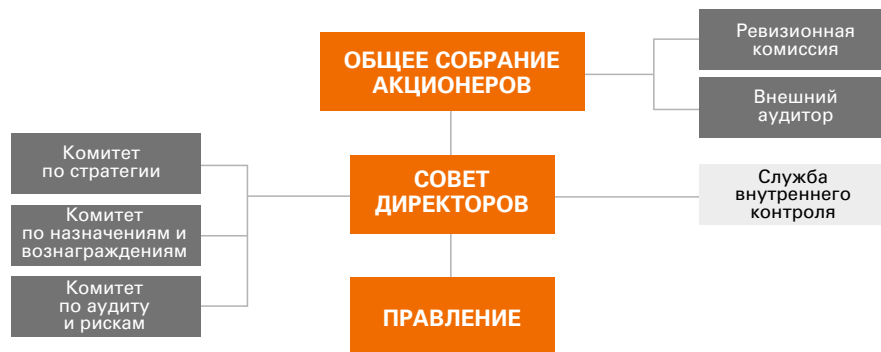 ОБЩЕЕ СОБРАНИЕ
АКЦИОНЕРОВ
Ревизионная
комиссия
Внешний
аудитор
Комитет
по стратегии
Комитет
по назначениям и
вознаграждениям
Комитет
по аудиту
и рискам
СОВЕТ
ДИРЕКТОРОВ
Служба
внутреннего
контроля
ПРАВЛЕНИЕ